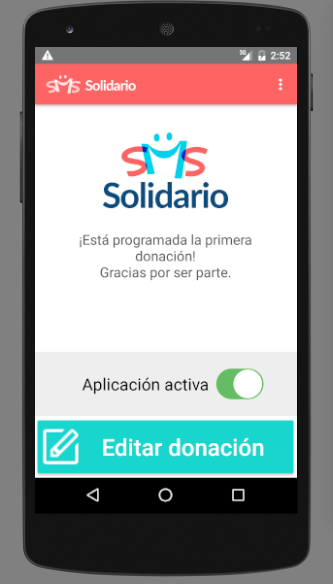 3G 2:52
SMS Solidario
SMS
Solidario
¡Está programada la primera
donación!
Gracias por ser parte.
Aplicación activa
Editar donación